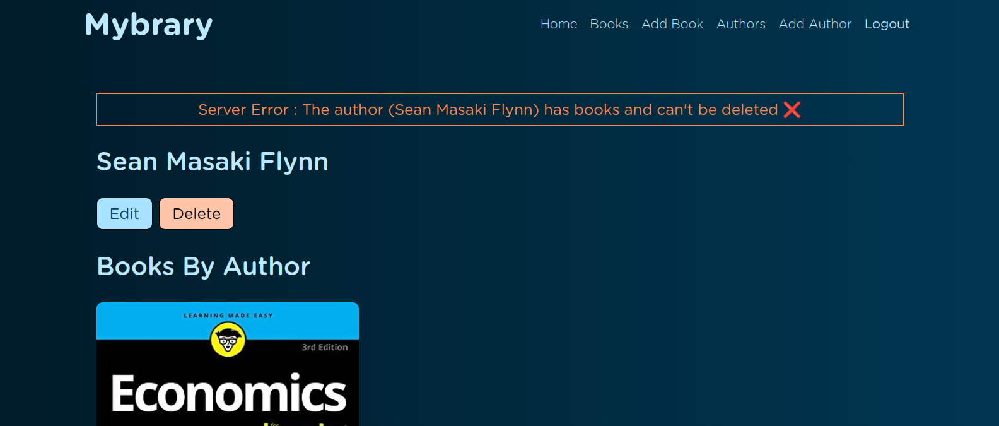 Mybrary
Home Books Add Book Authors Add Author Logout
Server Error : The author (Sean Masaki Flynn) has books and can't be deleted ❌
Sean Masaki Flynn
Edit Delete
Books By Author
LEARNING MADE EASY
3rd Edition
Economics
for